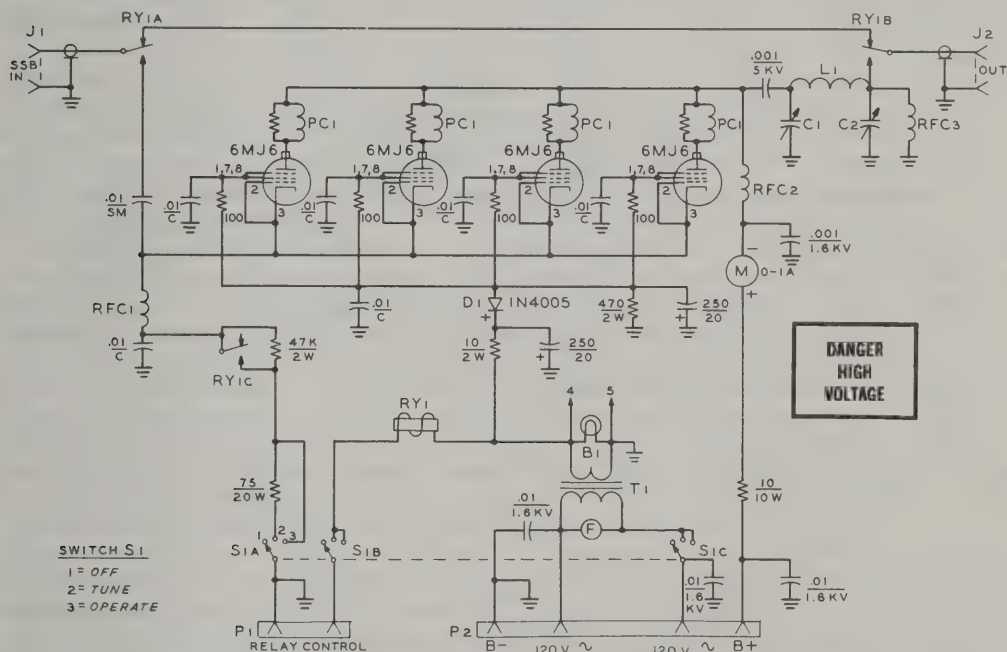 RY1A
RY1B
J1
J2
SSB
IN
OUT
.001
5 KV
L1
C1
C2
RFC3
PC1
PC1
PC1
PC1
6MJ6
6MJ6
6MJ6
6MJ6
1,7,8
1,7,8
1,7,8
1,7,8
2
2
2
2
3
3
3
3
.01
SM
.01
C
.01
C
.01
C
.01
C
100
100
100
100
RFC2
.001
1.6KV
M
0-1A
RFC1
.01
C
.01
C
D1
1N4005
470
2W
250
20
10
2W
250
20
47K
2W
RY1C
DANGER
HIGH
VOLTAGE
RY1
4
5
B1
T1
75
20W
.01
1.6KV
F
10
10W
1
2
3
S1A
S1B
S1C
.01
1.6
KV
.01
1.6KV
SWITCH S1
1= OFF
2= TUNE
3= OPERATE
P1
RELAY CONTROL
P2
B-
120V ~
120V ~
B+